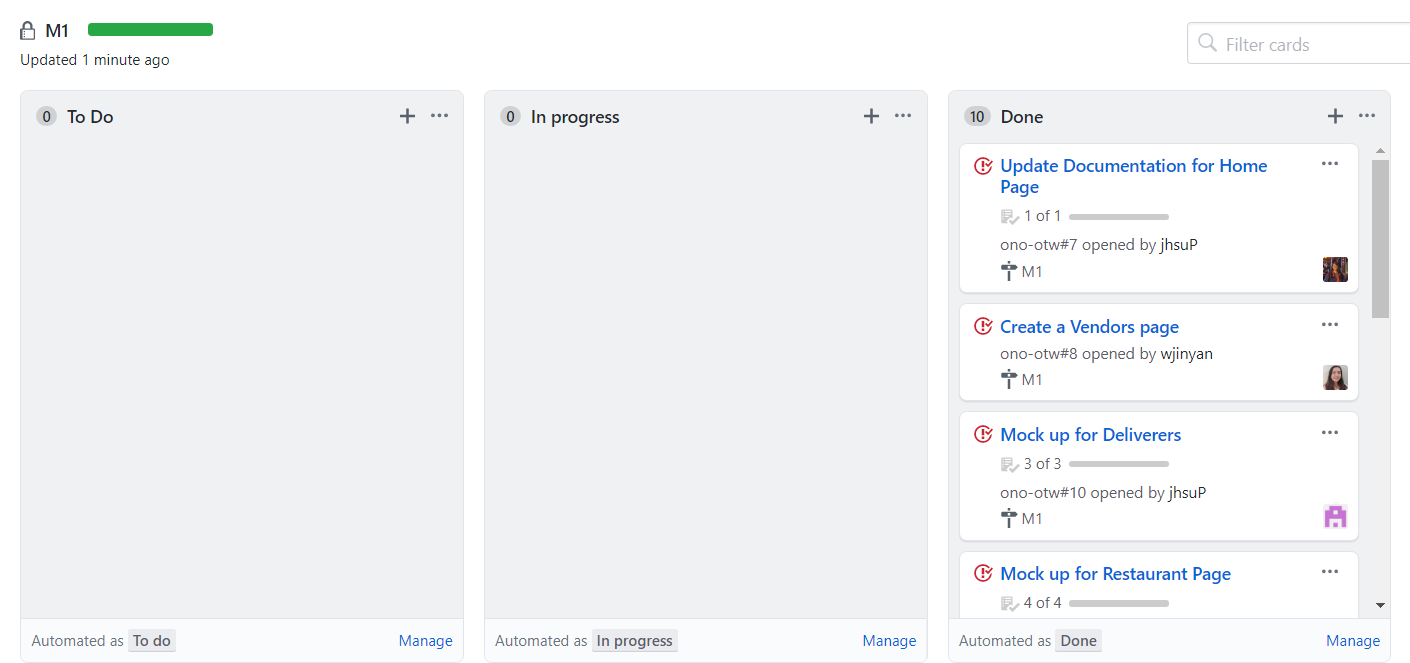 M1
Updated 1 minute ago
Filter cards
0 To Do
0 In progress
10 Done
Update Documentation for Home
Page
1 of 1
ono-otw#7 opened by jhsuP
M1
Create a Vendors page
ono-otw#8 opened by wjinyan
M1
Mock up for Deliverers
3 of 3
ono-otw#10 opened by jhsuP
M1
Mock up for Restaurant Page
4 of 4
Automated as To do Manage
Automated as In progress Manage
Automated as Done Manage